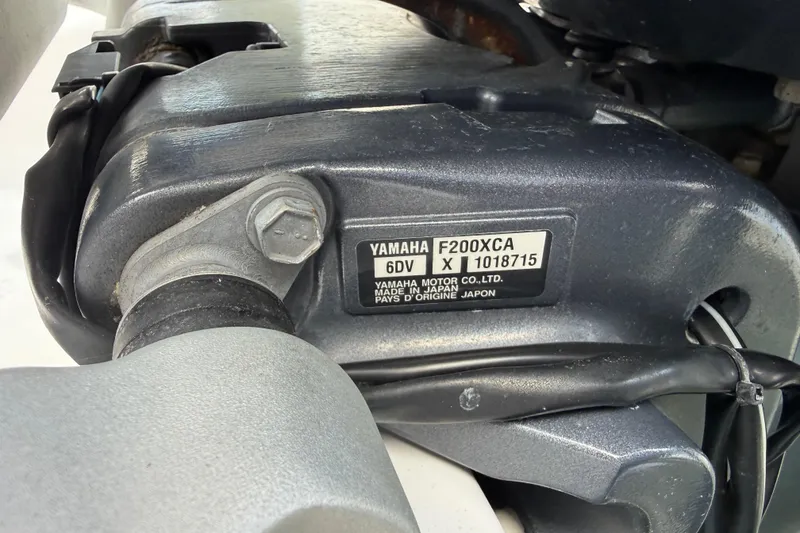 YAMAHA F200XCA
6DV X 1018715
YAMAHA MOTOR CO.,LTD.
MADE IN JAPAN
PAYS D'ORIGINE JAPON